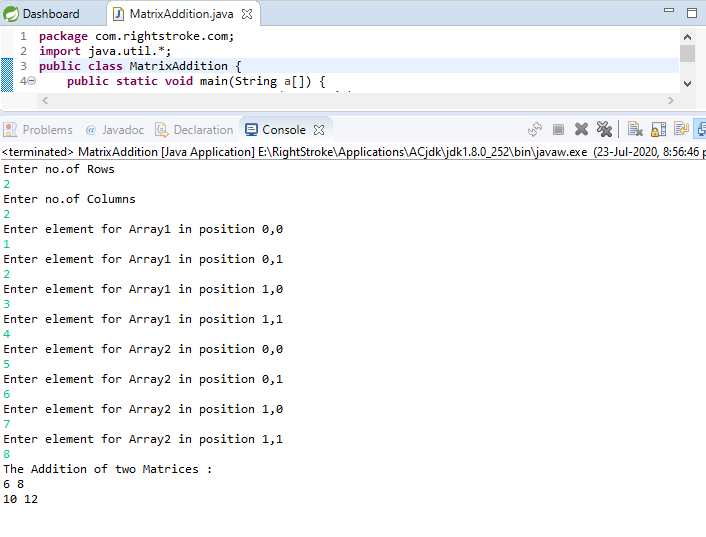 Dashboard MatrixAddition.java
1 package com.rightstroke.com;
2 import java.util.*;
3 public class MatrixAddition {
4 public static void main(String a[]) {
Problems @ Javadoc Declaration Console
<terminated> MatrixAddition [Java Application] E:\RightStroke\Applications\ACjdk\jdk1.8.0_252\bin\javaw.exe (23-Jul-2020, 8:56:46 p
Enter no.of Rows
2
Enter no.of Columns
2
Enter element for Array1 in position 0,0
1
Enter element for Array1 in position 0,1
2
Enter element for Array1 in position 1,0
3
Enter element for Array1 in position 1,1
4
Enter element for Array2 in position 0,0
5
Enter element for Array2 in position 0,1
6
Enter element for Array2 in position 1,0
7
Enter element for Array2 in position 1,1
8
The Addition of two Matrices :
6 8
10 12